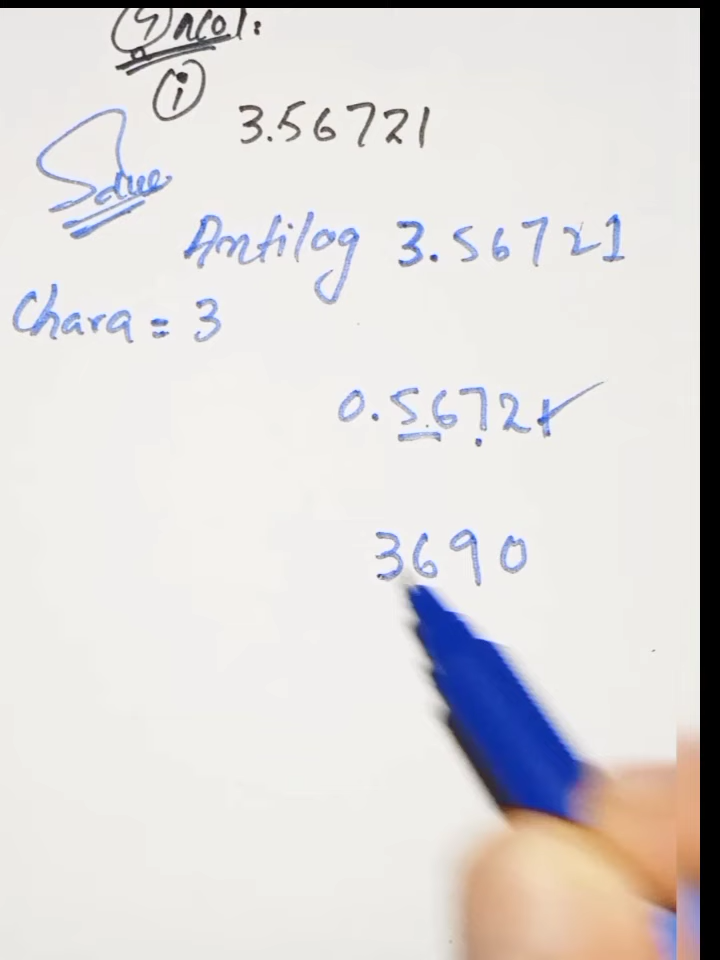 i
3.56721
Solve
Antilog 3.56721
Chara = 3
0.56721
3690